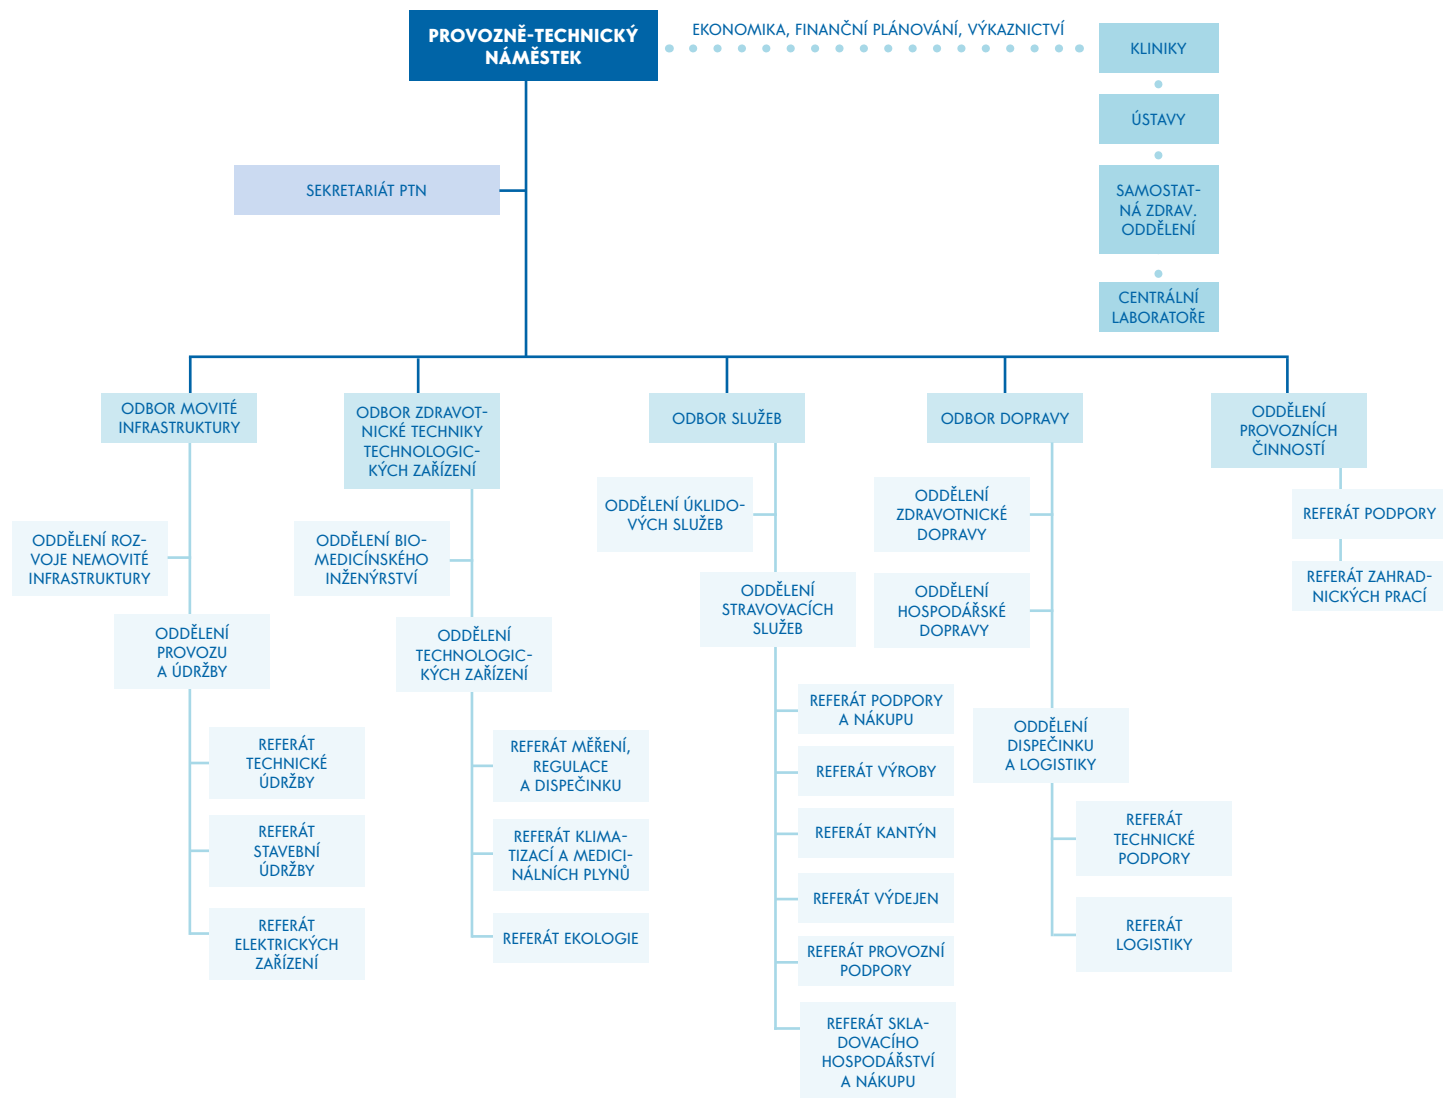 PROVOZNĚ-TECHNICKÝ
NÁMĚSTEK
EKONOMIKA, FINANČNÍ PLÁNOVÁNÍ, VÝKAZNICTVÍ
KLINIKY
ÚSTAVY
SAMOSTAT-
NÁ ZDRAV.
ODDĚLENÍ
CENTRÁLNÍ
LABORATOŘE
SEKRETARIÁT PTN
ODBOR MOVITÉ
INFRASTRUKTURY
ODDĚLENÍ ROZ-
VOJE NEMOVITÉ
INFRASTRUKTURY
ODDĚLENÍ
PROVOZU
A ÚDRŽBY
REFERÁT
TECHNICKÉ
ÚDRŽBY
REFERÁT
STAVEBNÍ
ÚDRŽBY
REFERÁT
ELEKTRICKÝCH
ZAŘÍZENÍ
ODBOR ZDRAVOT-
NICKÉ TECHNIKY
TECHNOLOGIC-
KÝCH ZAŘÍZENÍ
ODDĚLENÍ BIO-
MEDICÍNSKÉHO
INŽENÝRSTVÍ
ODDĚLENÍ
TECHNOLOGIC-
KÝCH ZAŘÍZENÍ
REFERÁT MĚŘENÍ,
REGULACE
A DISPEČINKU
REFERÁT KLIMA-
TIZACÍ A MEDICI-
NÁLNÍCH PLYNŮ
REFERÁT EKOLOGIE
ODBOR SLUŽEB
ODDĚLENÍ ÚKLIDO-
VÝCH SLUŽEB
ODDĚLENÍ
STRAVOVACÍCH
SLUŽEB
REFERÁT PODPORY
A NÁKUPU
REFERÁT VÝROBY
REFERÁT KANTÝN
REFERÁT VÝDEJEN
REFERÁT PROVOZNÍ
PODPORY
REFERÁT SKLA-
DOVACÍHO
HOSPODÁŘSTVÍ
A NÁKUPU
ODBOR DOPRAVY
ODDĚLENÍ
ZDRAVOTNICKÉ
DOPRAVY
ODDĚLENÍ
HOSPODÁŘSKÉ
DOPRAVY
ODDĚLENÍ
DISPEČINKU
A LOGISTIKY
REFERÁT
TECHNICKÉ
PODPORY
REFERÁT
LOGISTIKY
ODDĚLENÍ
PROVOZNÍCH
ČINNOSTÍ
REFERÁT PODPORY
REFERÁT ZAHRAD-
NICKÝCH PRACÍ